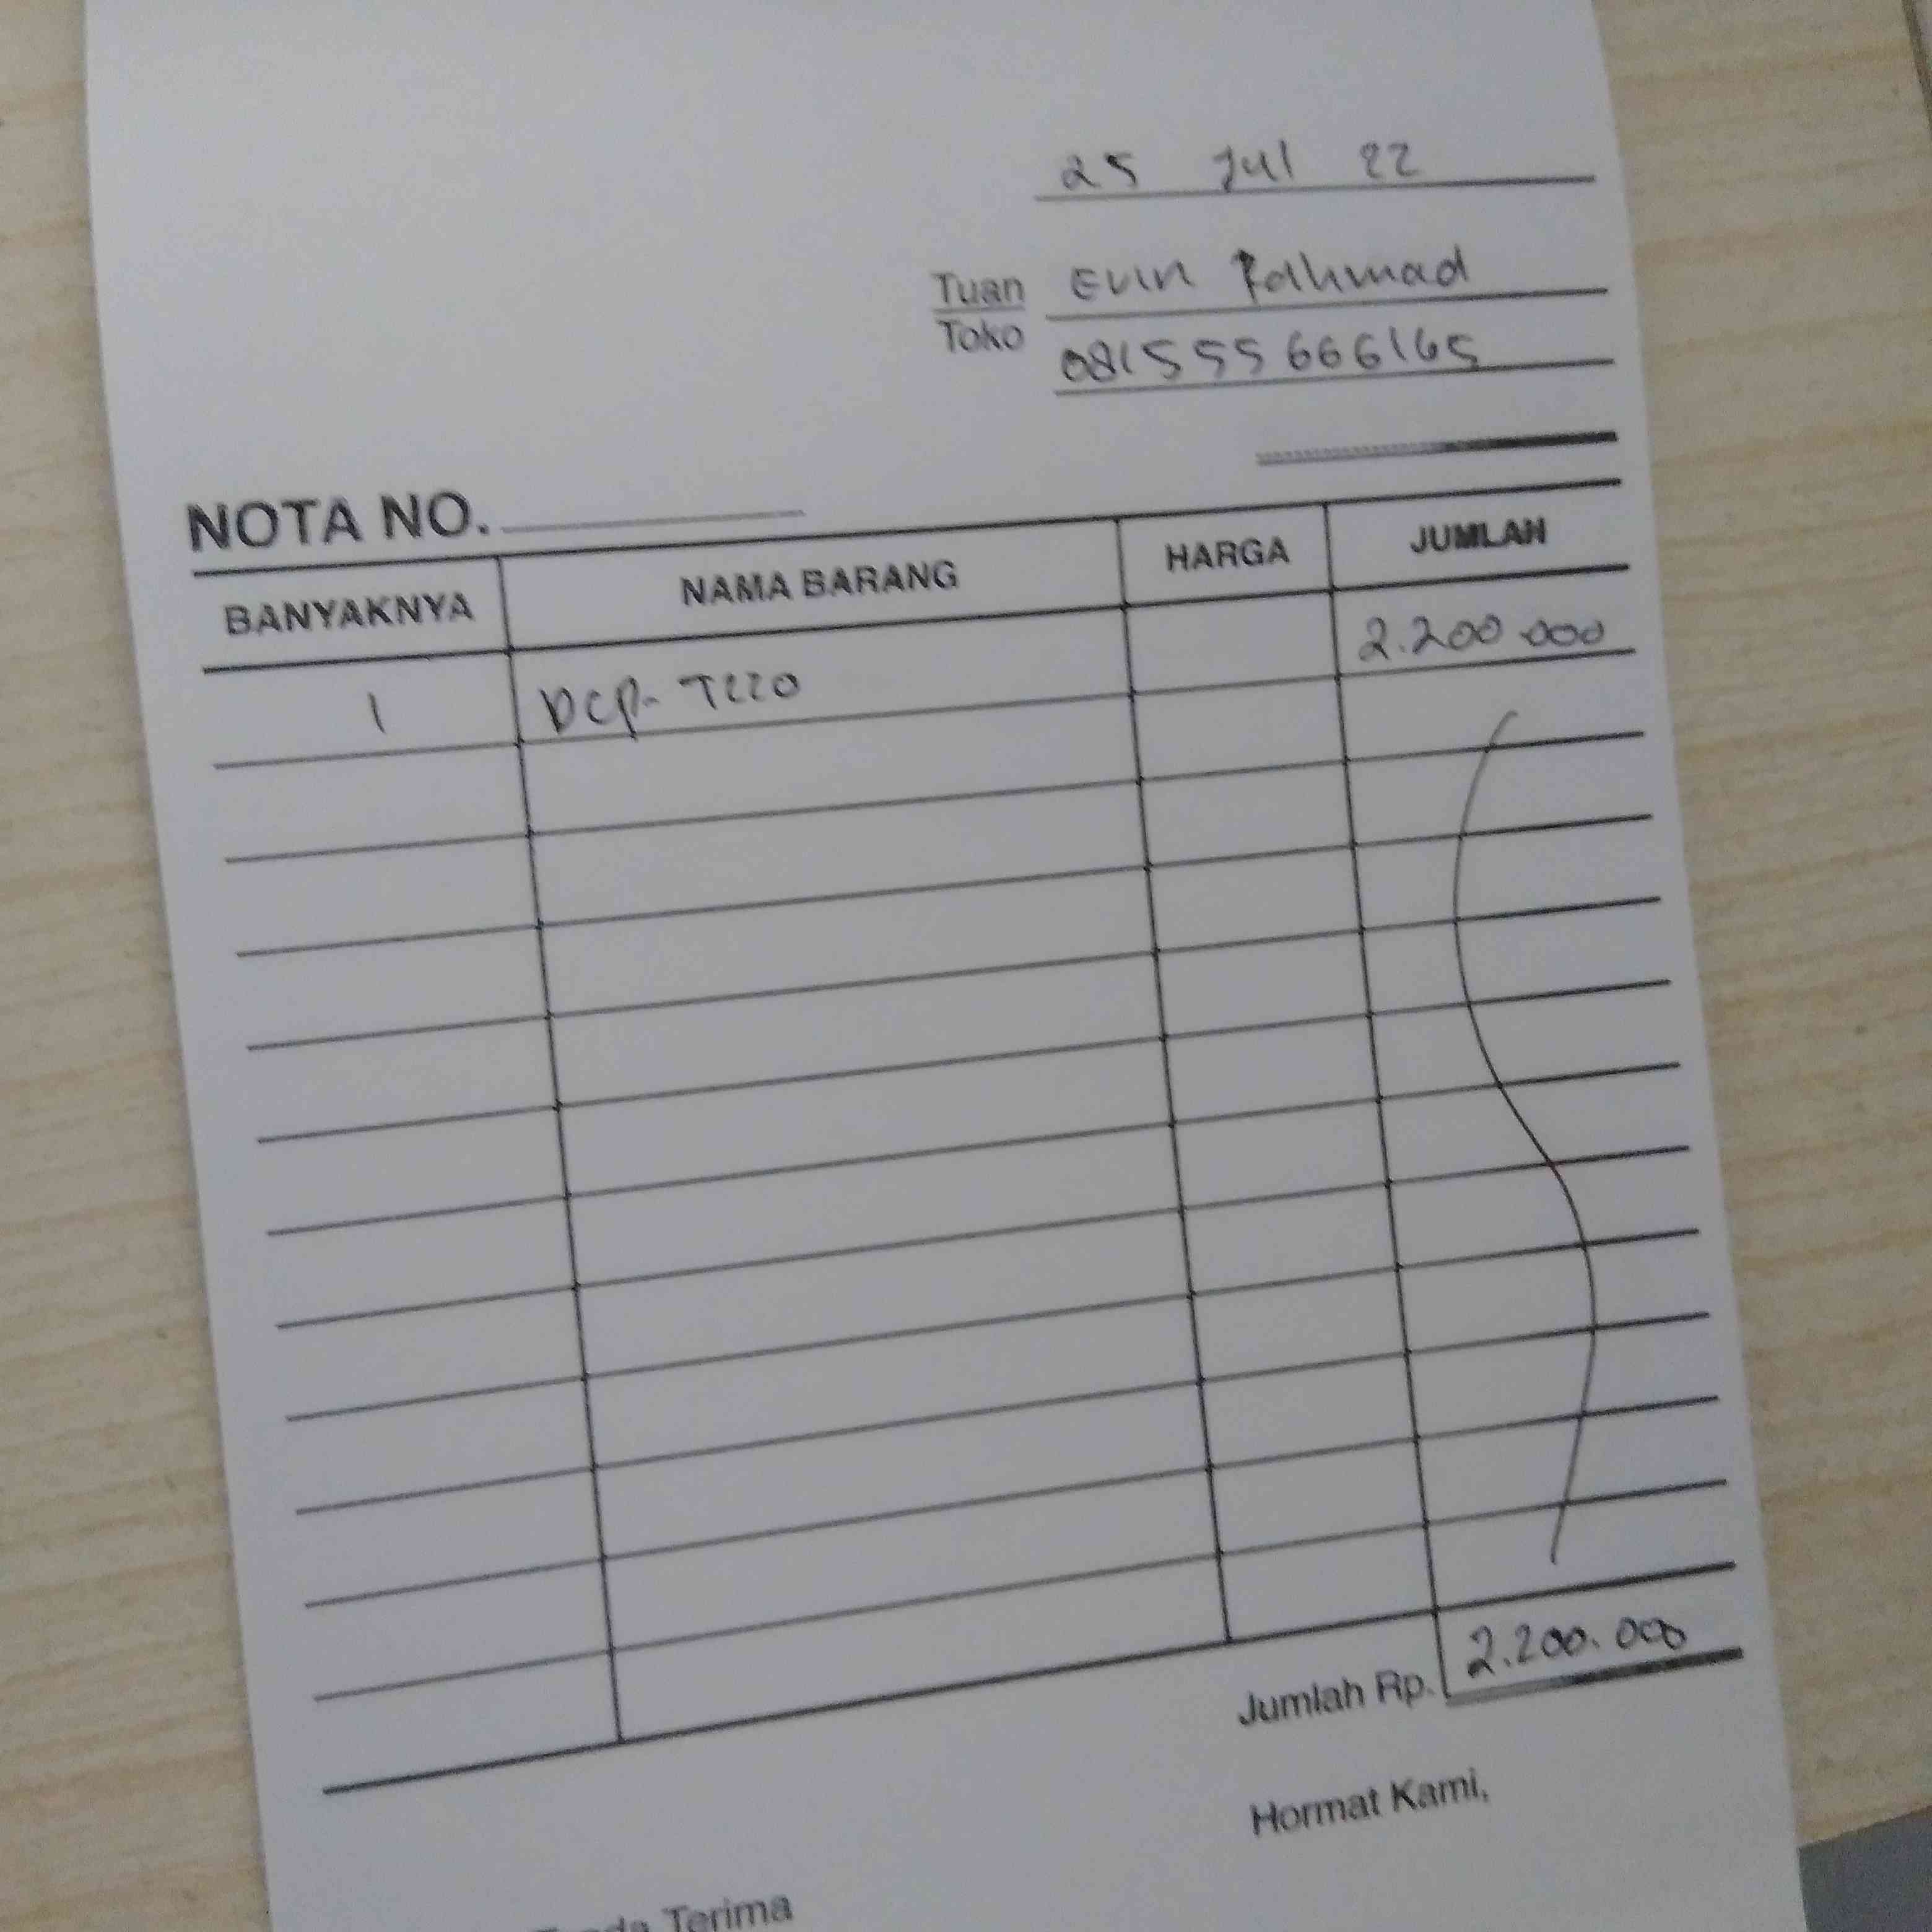 25 Jul 22
Tuan Evin Rahmad
Toko 081555666165
NOTA NO.
BANYAKNYA NAMA BARANG HARGA JUMLAH
1 DCP-T220 2.200.000
Jumlah Rp. 2.200.000
Hormat Kami,
Terima